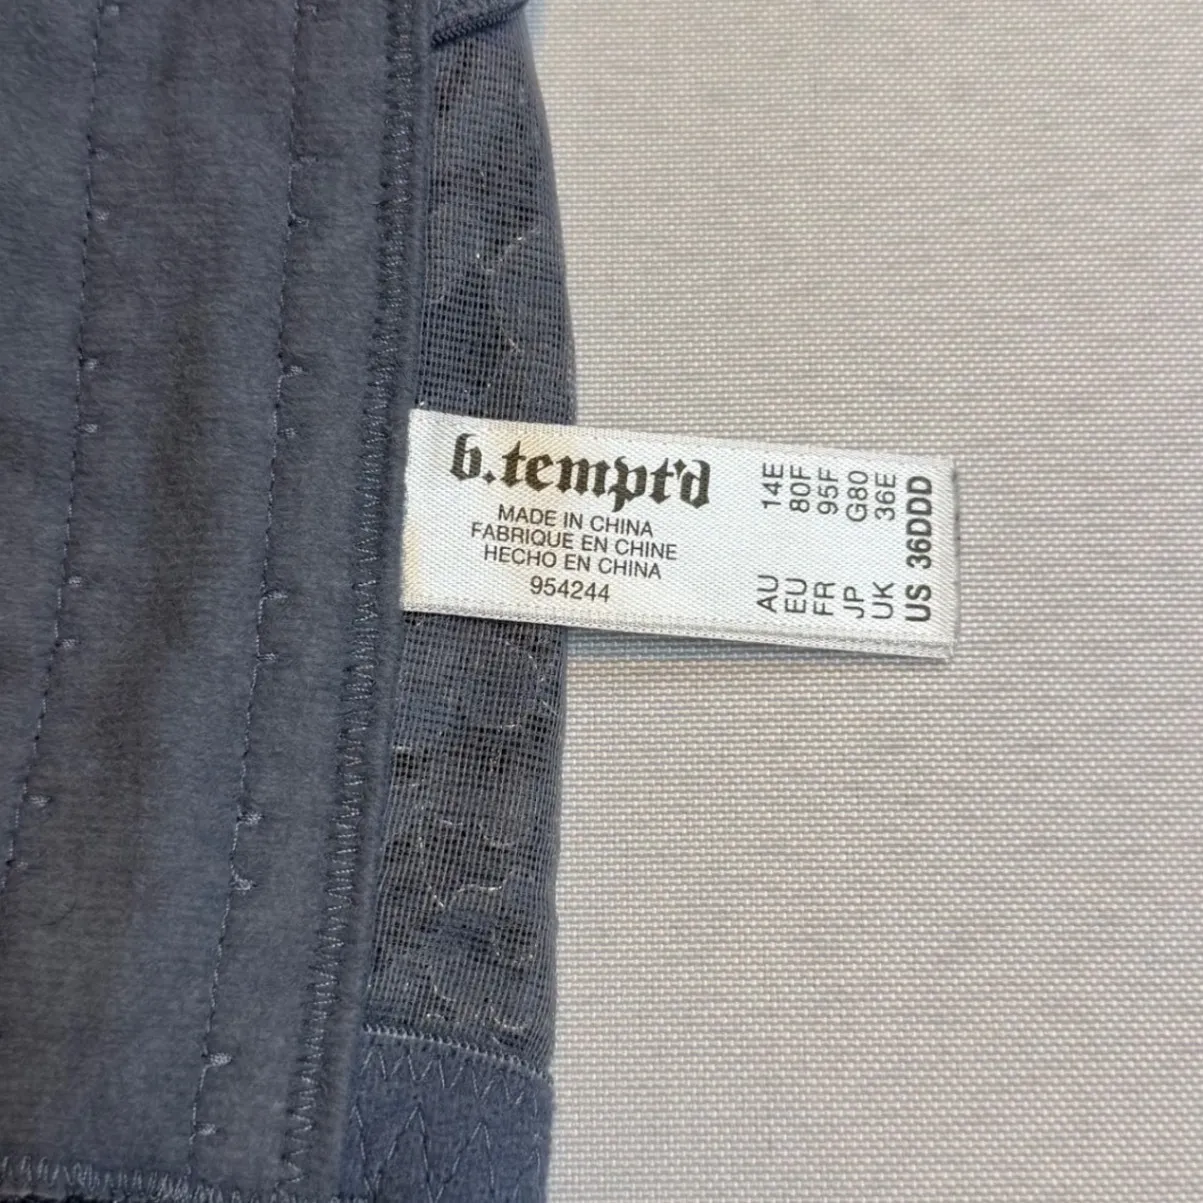 b.tempt'd
MADE IN CHINA
FABRIQUE EN CHINE
HECHO EN CHINA
954244
AU 14E
EU 80F
FR 95F
JP G80
UK 36E
US 36DDD